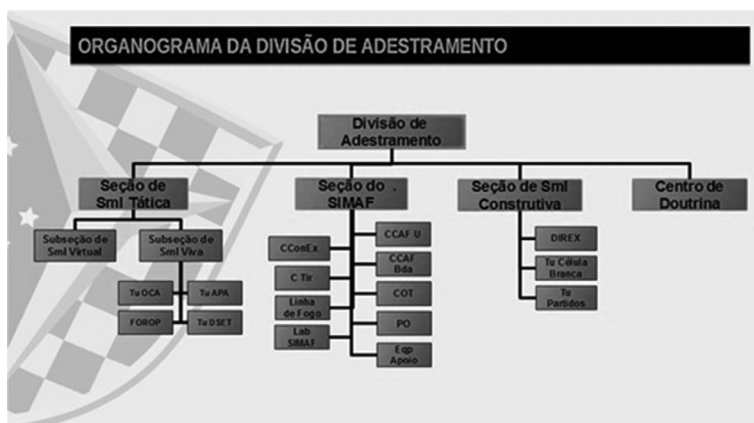 ORGANOGRAMA DA DIVISÃO DE ADESTRAMENTO
Divisão de
Adestramento
Seção de
Sml Tática
Seção do .
SIMAF
Seção de Sml
Construtiva
Centro de
Doutrina
Subseção de
Sml Virtual
Subseção de
Sml Viva
Tu OCA
Tu APA
FOROP
Tu DSET
CConEx
C Tir
Linha
de Fogo
Lab
SIMAF
CCAF U
CCAF
Bda
COT
PO
Eqp
Apoio
DIREX
Tu Célula
Branca
Tu
Partidos